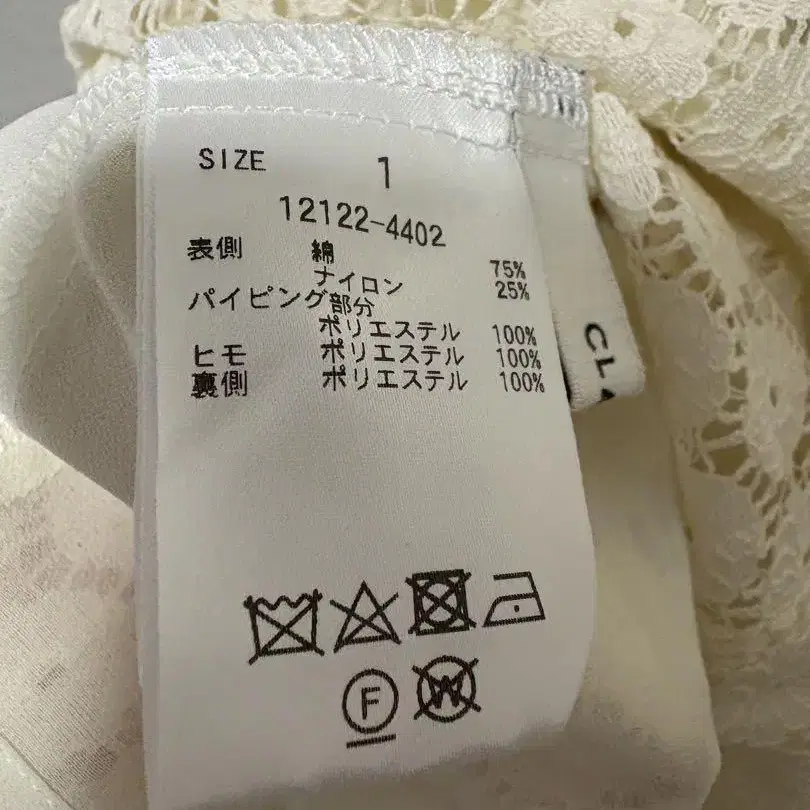 SIZE 1
12122-4402
表側 綿 75%
ナイロン 25%
パイピング部分
ポリエステル 100%
ヒモ ポリエステル 100%
裏側 ポリエステル 100%
F
W